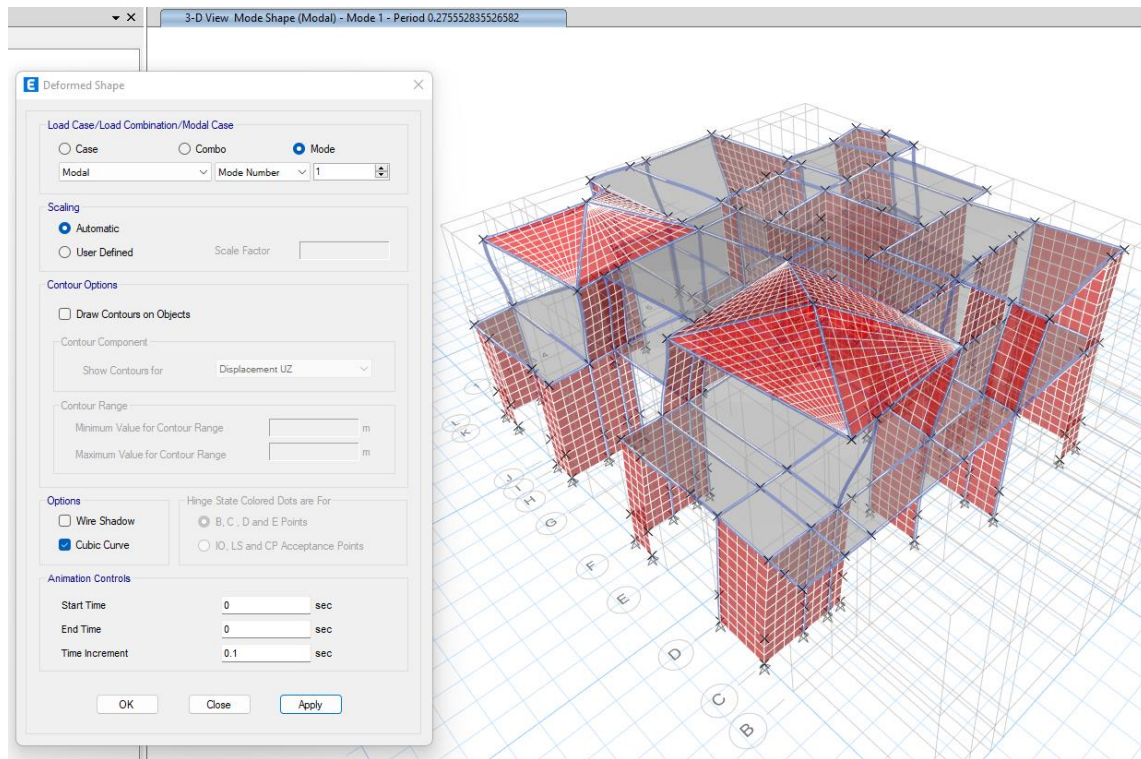 3-D View Mode Shape (Modal) - Mode 1 - Period 0.275552835526582
E Deformed Shape
Load Case/Load Combination/Modal Case
Case Combo Mode
Modal Mode Number 1
Scaling
Automatic
User Defined Scale Factor
Contour Options
Draw Contours on Objects
Contour Component
Show Contours for Displacement UZ
Contour Range
Minimum Value for Contour Range m
Maximum Value for Contour Range m
Options
Wire Shadow
Cubic Curve
Hinge State Colored Dots are For
B, C , D and E Points
IO, LS and CP Acceptance Points
Animation Controls
Start Time 0 sec
End Time 0 sec
Time Increment 0.1 sec
OK Close Apply
L
K
J
I
H
G
F
E
D
C
B